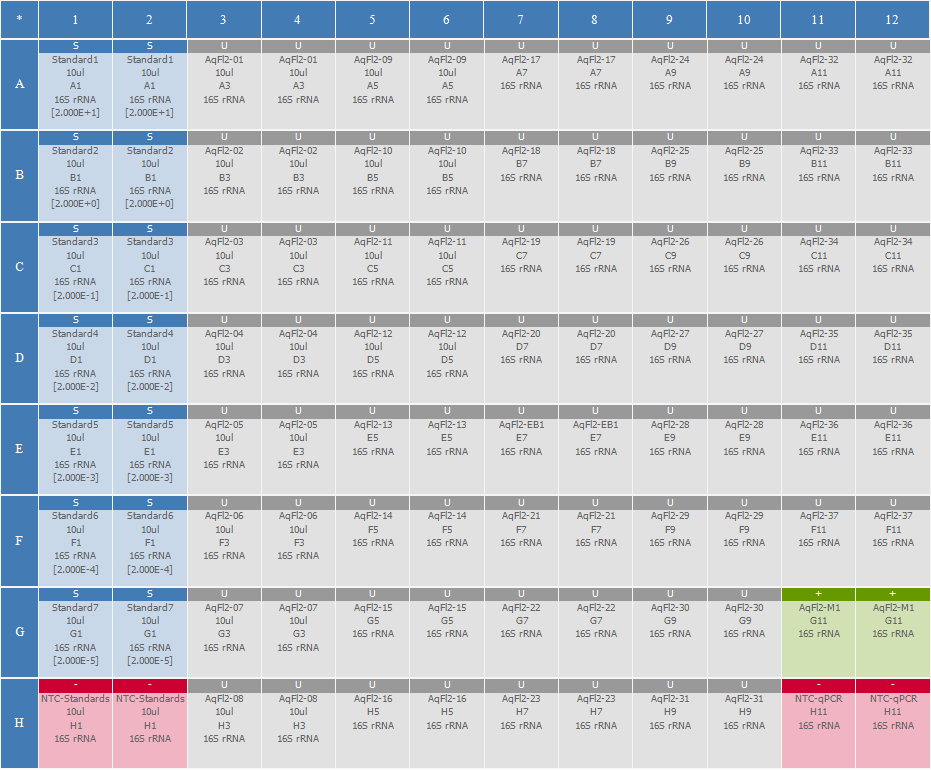 * 1 2 3 4 5 6 7 8 9 10 11 12
S S U U U U U U U U U U
Standard1 Standard1 AqFl2-01 AqFl2-01 AqFl2-09 AqFl2-09 AqFl2-17 AqFl2-17 AqFl2-24 AqFl2-24 AqFl2-32 AqFl2-32
10ul 10ul 10ul 10ul 10ul 10ul A7 A7 A9 A9 A11 A11
A A1 A1 A3 A3 A5 A5 16S rRNA 16S rRNA 16S rRNA 16S rRNA 16S rRNA 16S rRNA
16S rRNA 16S rRNA 16S rRNA 16S rRNA 16S rRNA 16S rRNA
[2.000E+1] [2.000E+1]
S S U U U U U U U U U U
Standard2 Standard2 AqFl2-02 AqFl2-02 AqFl2-10 AqFl2-10 AqFl2-18 AqFl2-18 AqFl2-25 AqFl2-25 AqFl2-33 AqFl2-33
10ul 10ul 10ul 10ul 10ul 10ul B7 B7 B9 B9 B11 B11
B B1 B1 B3 B3 B5 B5 16S rRNA 16S rRNA 16S rRNA 16S rRNA 16S rRNA 16S rRNA
16S rRNA 16S rRNA 16S rRNA 16S rRNA 16S rRNA 16S rRNA
[2.000E+0] [2.000E+0]
S S U U U U U U U U U U
Standard3 Standard3 AqFl2-03 AqFl2-03 AqFl2-11 AqFl2-11 AqFl2-19 AqFl2-19 AqFl2-26 AqFl2-26 AqFl2-34 AqFl2-34
10ul 10ul 10ul 10ul 10ul 10ul C7 C7 C9 C9 C11 C11
C C1 C1 C3 C3 C5 C5 16S rRNA 16S rRNA 16S rRNA 16S rRNA 16S rRNA 16S rRNA
16S rRNA 16S rRNA 16S rRNA 16S rRNA 16S rRNA 16S rRNA
[2.000E-1] [2.000E-1]
S S U U U U U U U U U U
Standard4 Standard4 AqFl2-04 AqFl2-04 AqFl2-12 AqFl2-12 AqFl2-20 AqFl2-20 AqFl2-27 AqFl2-27 AqFl2-35 AqFl2-35
10ul 10ul 10ul 10ul 10ul 10ul D7 D7 D9 D9 D11 D11
D D1 D1 D3 D3 D5 D5 16S rRNA 16S rRNA 16S rRNA 16S rRNA 16S rRNA 16S rRNA
16S rRNA 16S rRNA 16S rRNA 16S rRNA 16S rRNA 16S rRNA
[2.000E-2] [2.000E-2]
S S U U U U U U U U U U
Standard5 Standard5 AqFl2-05 AqFl2-05 AqFl2-13 AqFl2-13 AqFl2-EB1 AqFl2-EB1 AqFl2-28 AqFl2-28 AqFl2-36 AqFl2-36
10ul 10ul 10ul 10ul E5 E5 E7 E7 E9 E9 E11 E11
E E1 E1 E3 E3 16S rRNA 16S rRNA 16S rRNA 16S rRNA 16S rRNA 16S rRNA 16S rRNA 16S rRNA
16S rRNA 16S rRNA 16S rRNA 16S rRNA
[2.000E-3] [2.000E-3]
S S U U U U U U U U U U
Standard6 Standard6 AqFl2-06 AqFl2-06 AqFl2-14 AqFl2-14 AqFl2-21 AqFl2-21 AqFl2-29 AqFl2-29 AqFl2-37 AqFl2-37
10ul 10ul 10ul 10ul F5 F5 F7 F7 F9 F9 F11 F11
F F1 F1 F3 F3 16S rRNA 16S rRNA 16S rRNA 16S rRNA 16S rRNA 16S rRNA 16S rRNA 16S rRNA
16S rRNA 16S rRNA 16S rRNA 16S rRNA
[2.000E-4] [2.000E-4]
S S U U U U U U U U + +
Standard7 Standard7 AqFl2-07 AqFl2-07 AqFl2-15 AqFl2-15 AqFl2-22 AqFl2-22 AqFl2-30 AqFl2-30 AqFl2-M1 AqFl2-M1
10ul 10ul 10ul 10ul G5 G5 G7 G7 G9 G9 G11 G11
G G1 G1 G3 G3 16S rRNA 16S rRNA 16S rRNA 16S rRNA 16S rRNA 16S rRNA 16S rRNA 16S rRNA
16S rRNA 16S rRNA 16S rRNA 16S rRNA
[2.000E-5] [2.000E-5]
- - U U U U U U U U - -
NTC-Standards NTC-Standards AqFl2-08 AqFl2-08 AqFl2-16 AqFl2-16 AqFl2-23 AqFl2-23 AqFl2-31 AqFl2-31 NTC-qPCR NTC-qPCR
10ul 10ul 10ul 10ul H5 H5 H7 H7 H9 H9 H11 H11
H H1 H1 H3 H3 16S rRNA 16S rRNA 16S rRNA 16S rRNA 16S rRNA 16S rRNA 16S rRNA 16S rRNA
16S rRNA 16S rRNA 16S rRNA 16S rRNA